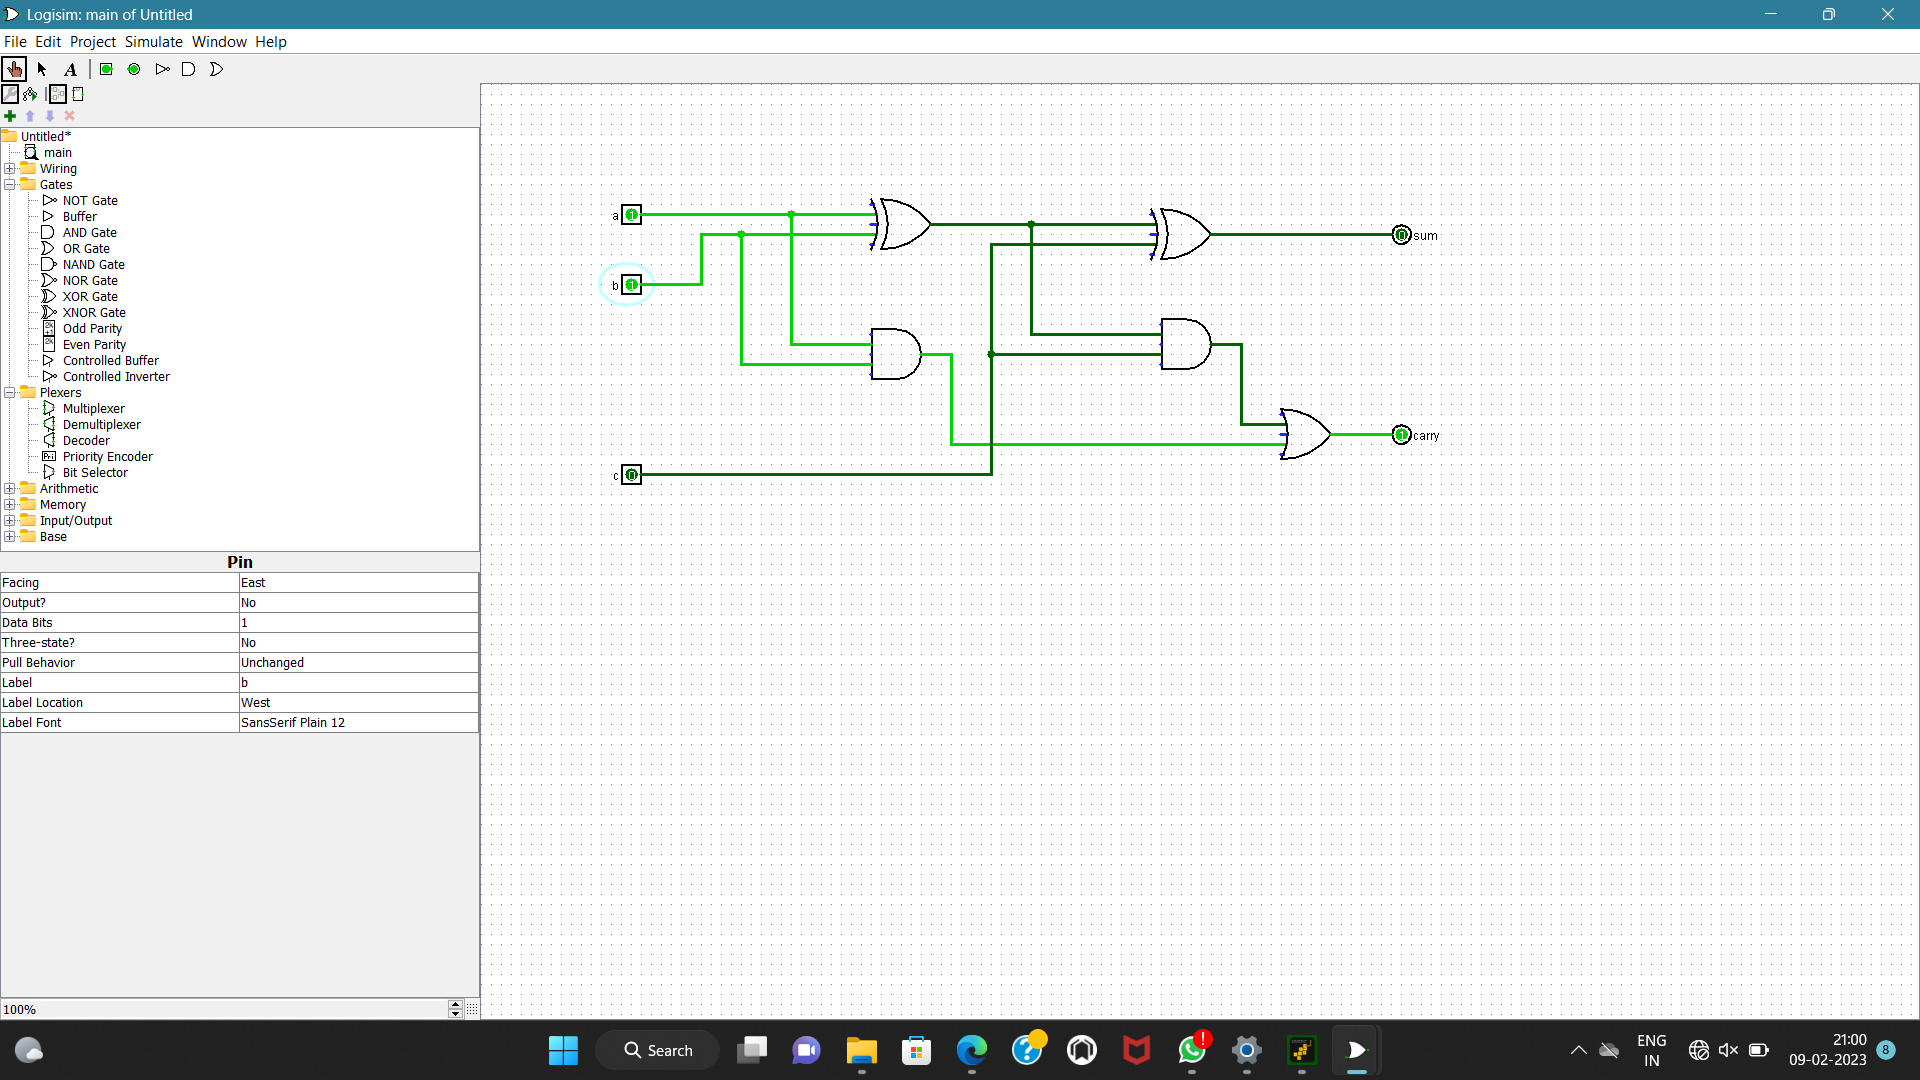 Logisim: main of Untitled
File Edit Project Simulate Window Help
A
Untitled*
main
Wiring
Gates
NOT Gate
Buffer
AND Gate
OR Gate
NAND Gate
NOR Gate
XOR Gate
XNOR Gate
Odd Parity
Even Parity
Controlled Buffer
Controlled Inverter
Plexers
Multiplexer
Demultiplexer
Decoder
Priority Encoder
Bit Selector
Arithmetic
Memory
Input/Output
Base
Pin
Facing East
Output? No
Data Bits 1
Three-state? No
Pull Behavior Unchanged
Label b
Label Location West
Label Font SansSerif Plain 12
100%
a 1
b 1
c 0
0 sum
1 carry
Search
ENG
IN
21:00
09-02-2023
8